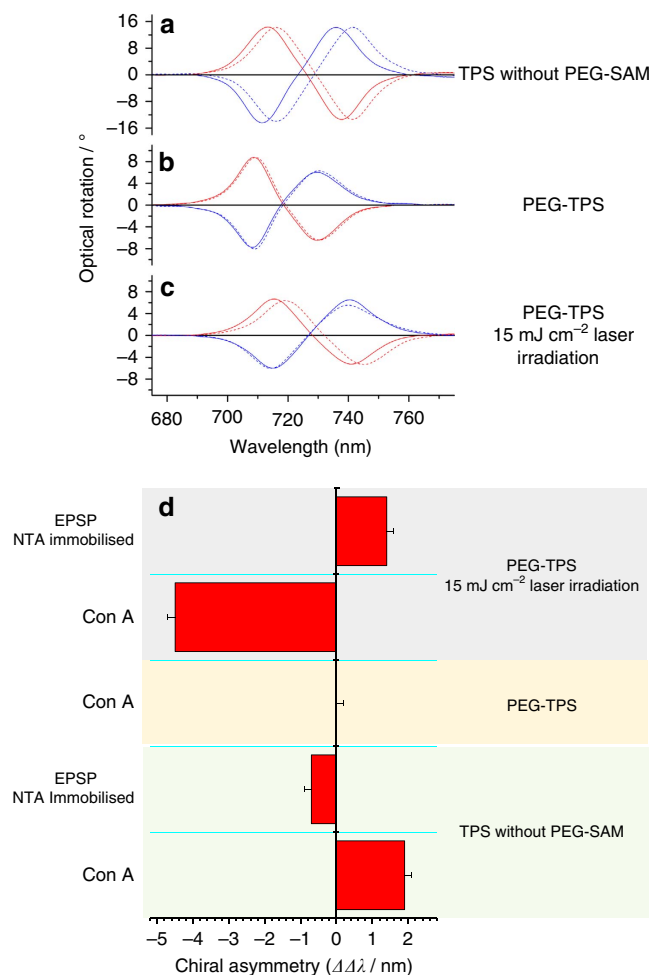 a
16
8
0
−8
−16
TPS without PEG-SAM
b
8
4
0
−4
−8
PEG-TPS
Optical rotation / °
c
8
4
0
−4
−8
PEG-TPS
15 mJ cm⁻² laser
irradiation
680 700 720 740 760
Wavelength (nm)
d
EPSP
NTA immobilised
PEG-TPS
15 mJ cm⁻² laser irradiation
Con A
Con A
PEG-TPS
EPSP
NTA Immobilised
TPS without PEG-SAM
Con A
−5 −4 −3 −2 −1 0 1 2
Chiral asymmetry (ΔΔλ / nm)